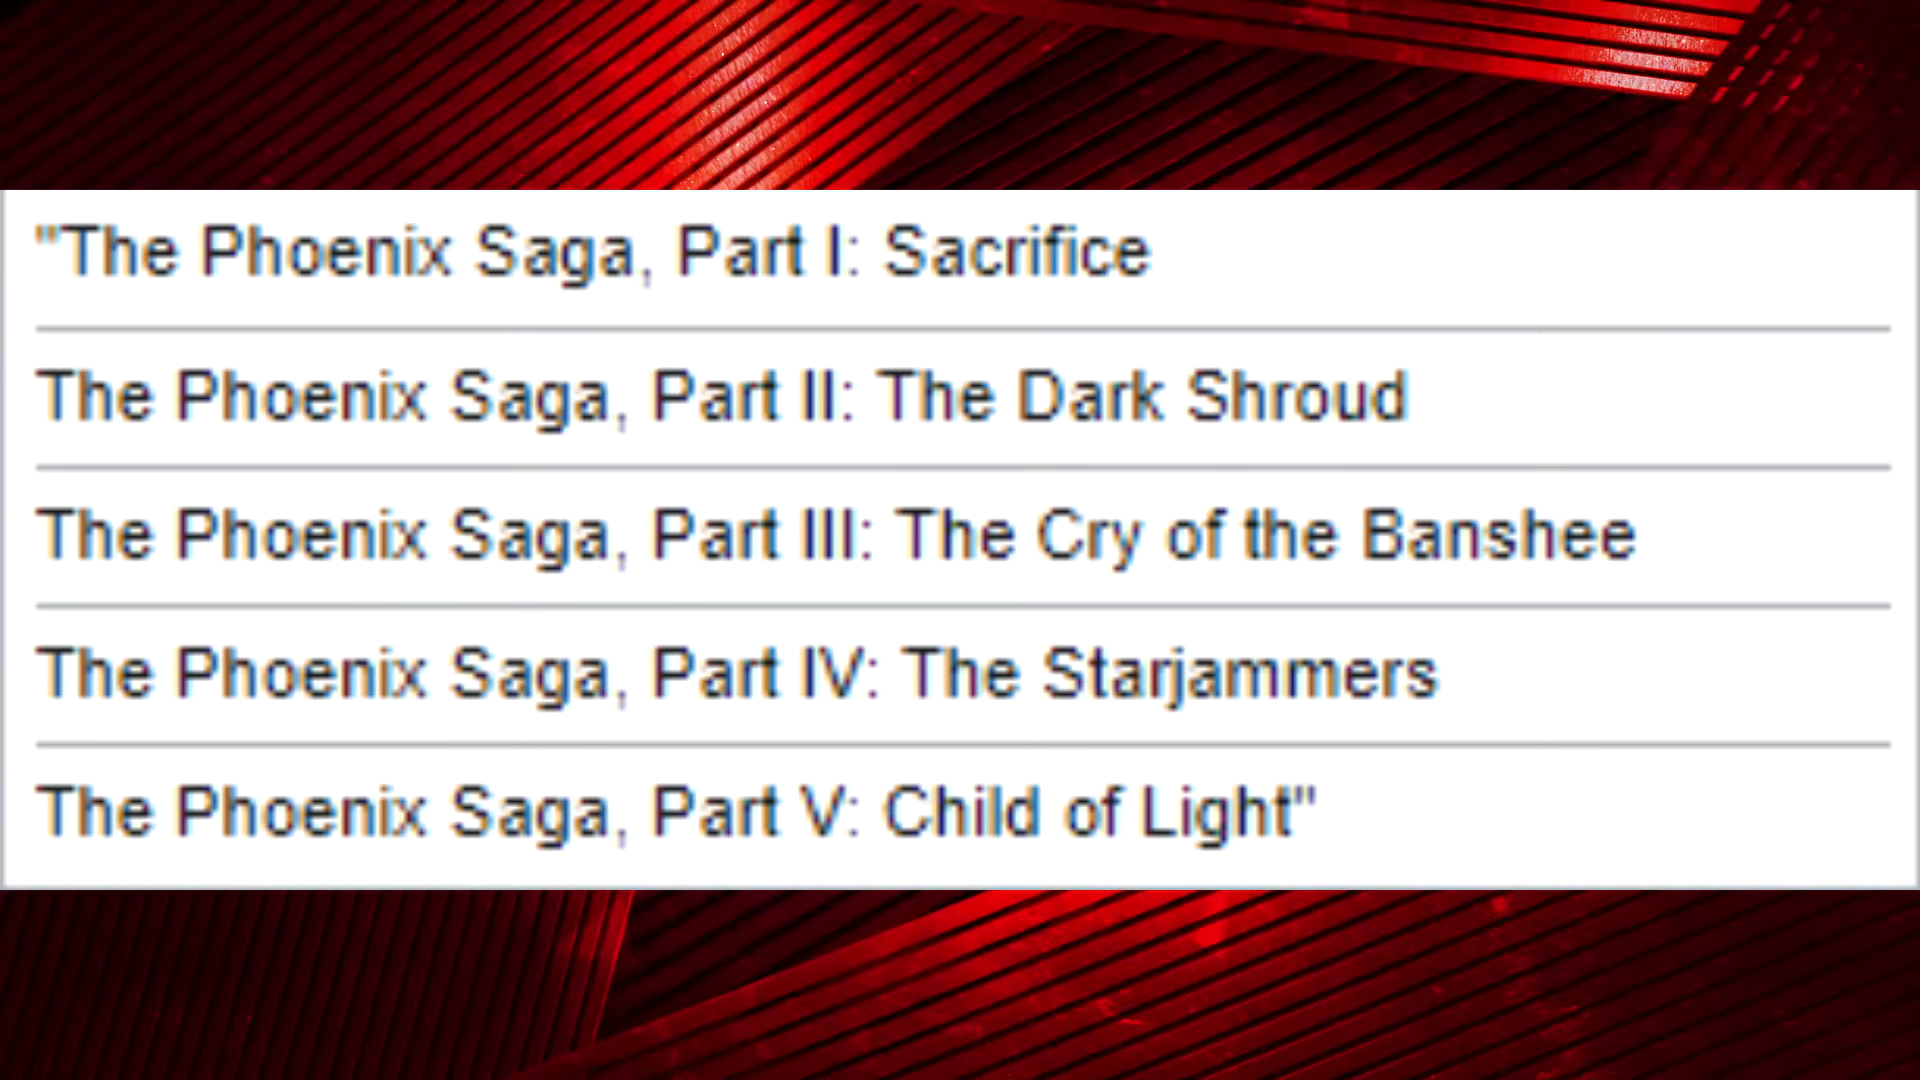 "The Phoenix Saga, Part I: Sacrifice
The Phoenix Saga, Part II: The Dark Shroud
The Phoenix Saga, Part III: The Cry of the Banshee
The Phoenix Saga, Part IV: The Starjammers
The Phoenix Saga, Part V: Child of Light"